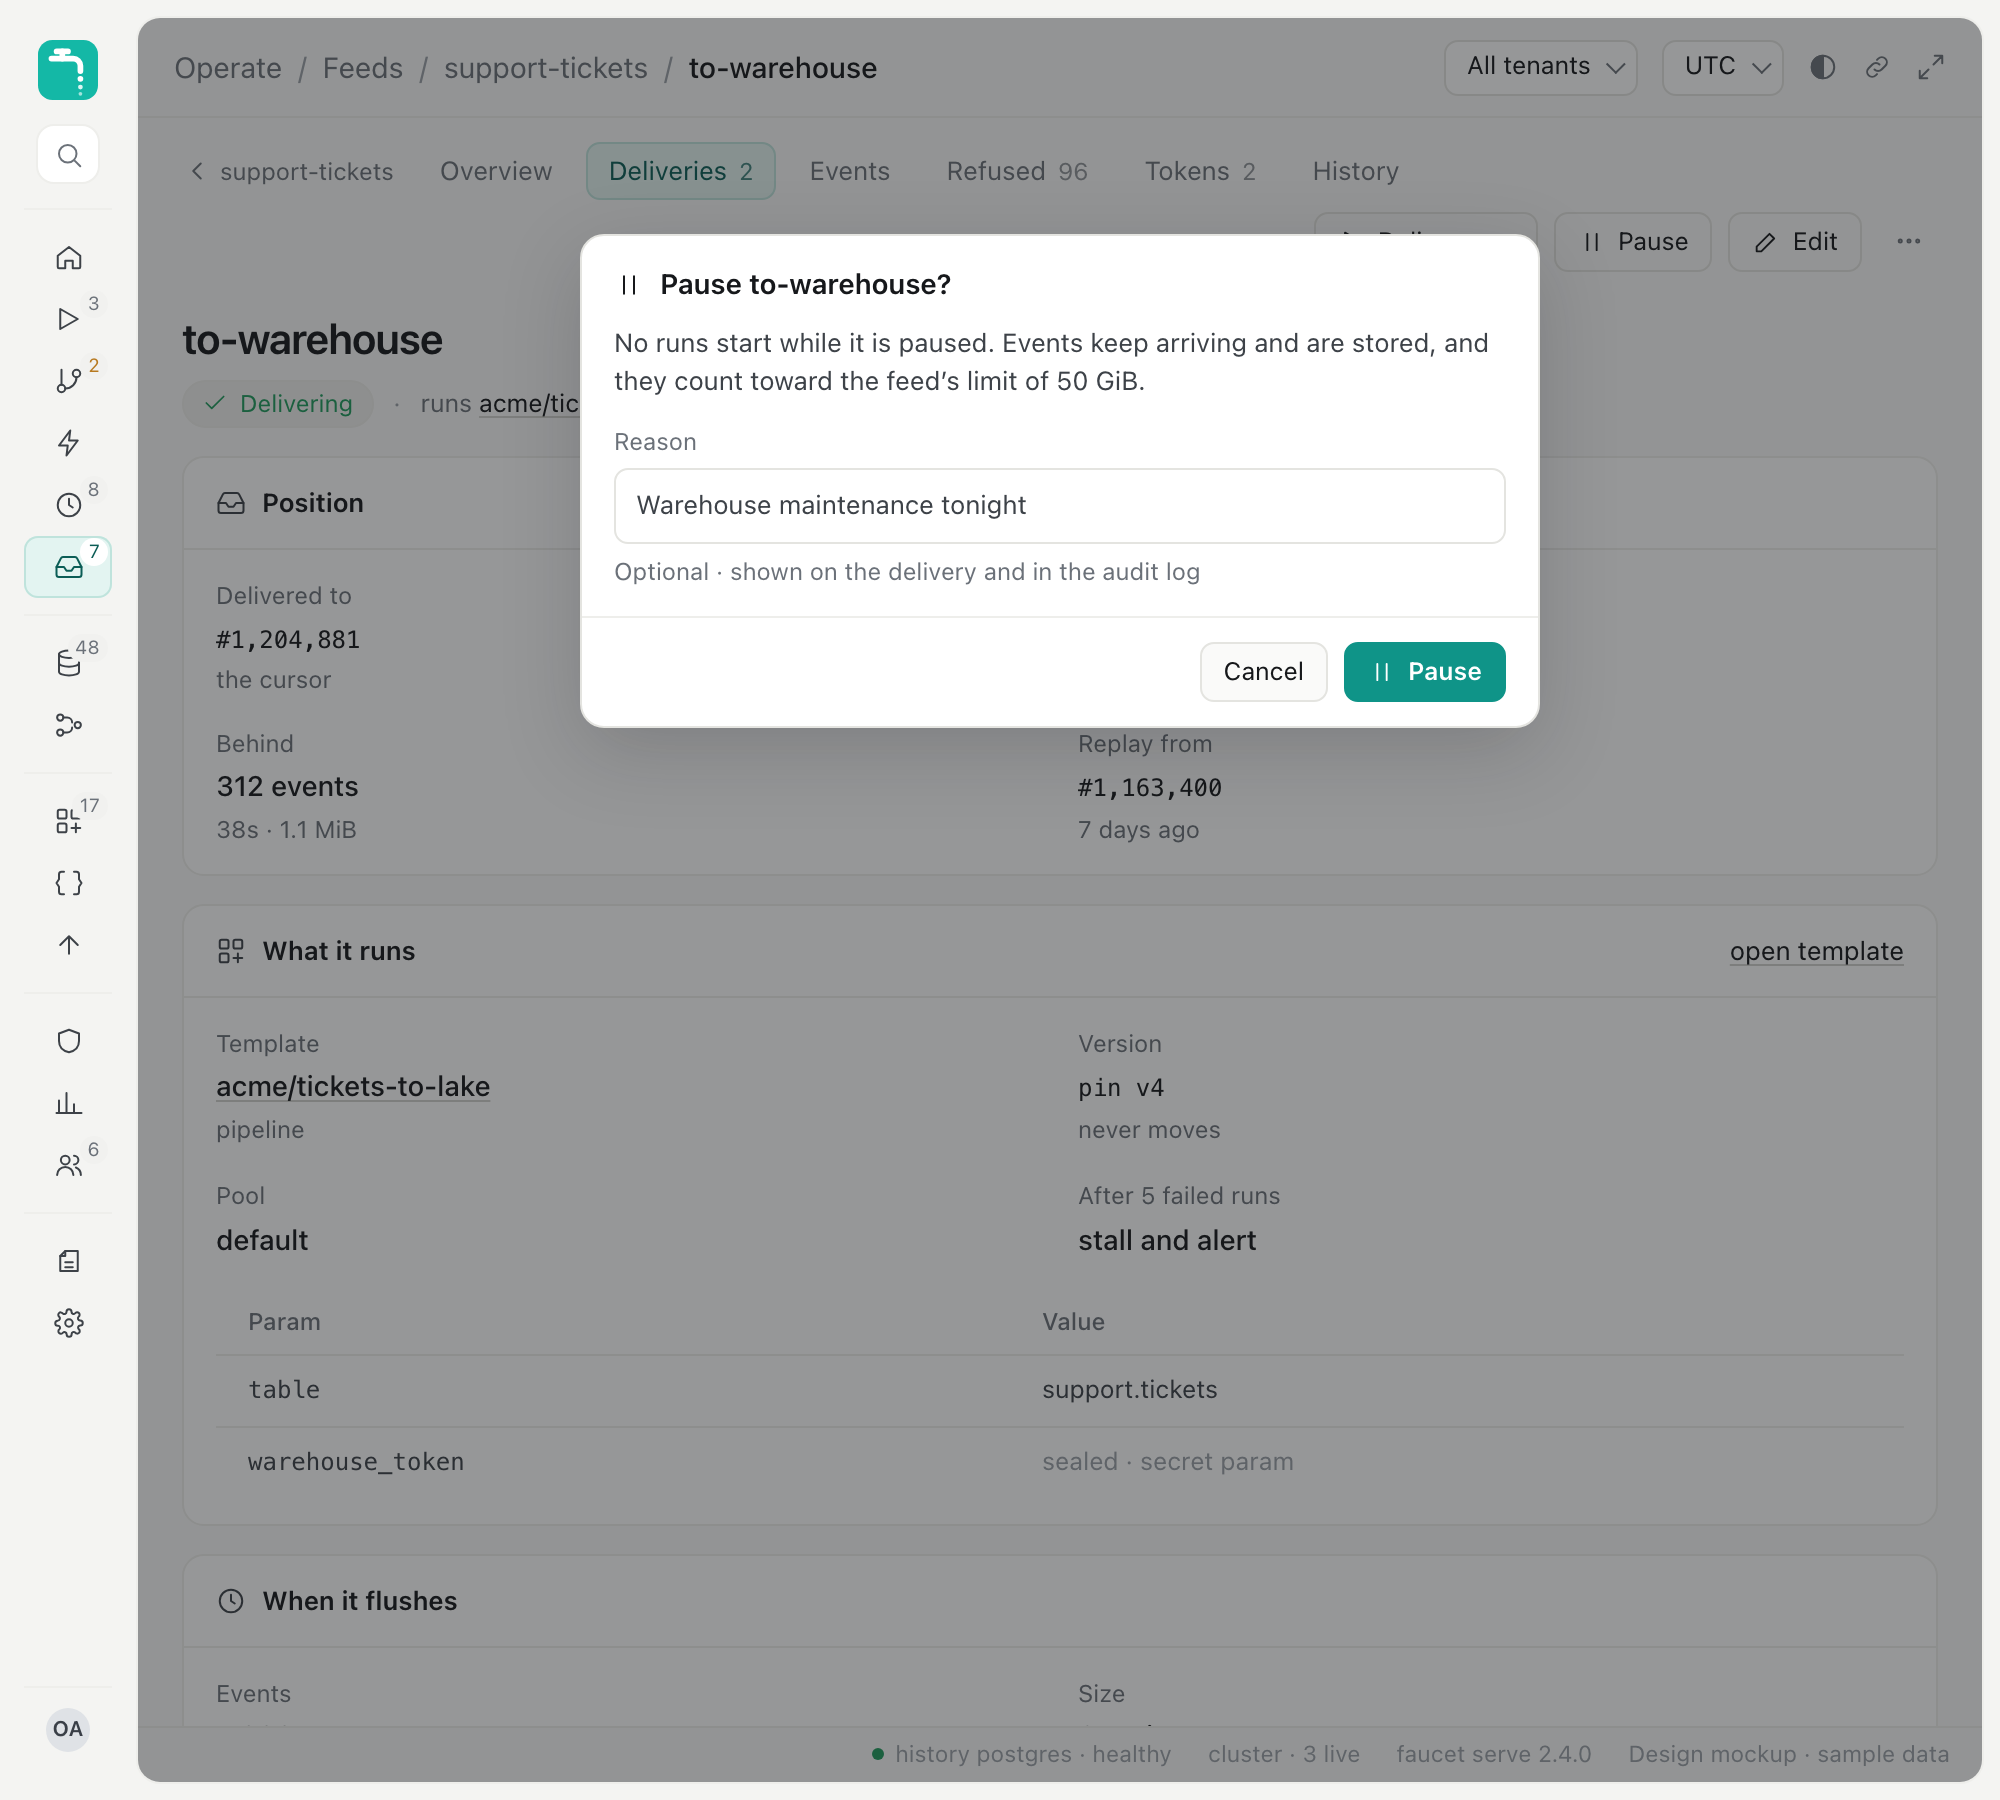 Operate / Feeds / support-tickets / to-warehouse
All tenants
UTC
support-tickets
Overview
Deliveries 2
Events
Refused 96
Tokens 2
History
Pause
Edit
3
2
8
7
48
17
6
OA
to-warehouse
Delivering · runs acme/tic
Pause to-warehouse?
No runs start while it is paused. Events keep arriving and are stored, and
they count toward the feed’s limit of 50 GiB.
Reason
Warehouse maintenance tonight
Optional · shown on the delivery and in the audit log
Cancel
Pause
Position
Delivered to
#1,204,881
the cursor
Behind
312 events
38s · 1.1 MiB
Replay from
#1,163,400
7 days ago
What it runs
open template
Template
acme/tickets-to-lake
pipeline
Version
pin v4
never moves
Pool
default
After 5 failed runs
stall and alert
Param
Value
table
support.tickets
warehouse_token
sealed · secret param
When it flushes
Events
Size
history postgres · healthy
cluster · 3 live
faucet serve 2.4.0
Design mockup · sample data